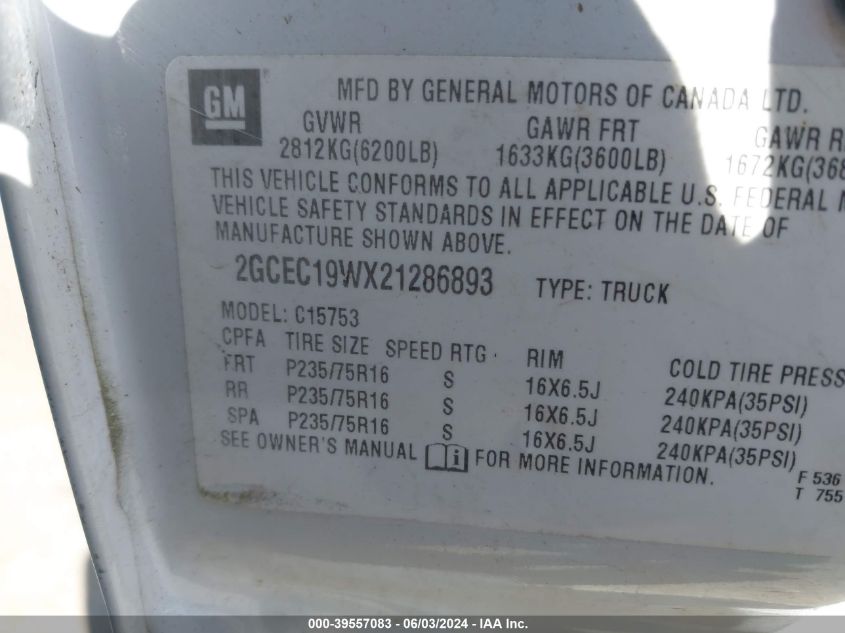 GM
MFD BY GENERAL MOTORS OF CANADA LTD.
GVWR GAWR FRT GAWR
2812KG(6200LB) 1633KG(3600LB) 1672KG(368
THIS VEHICLE CONFORMS TO ALL APPLICABLE U.S. FEDERAL
VEHICLE SAFETY STANDARDS IN EFFECT ON THE DATE OF
MANUFACTURE SHOWN ABOVE.
2GCEC19WX21286893 TYPE: TRUCK
MODEL: C15753
CPFA TIRE SIZE SPEED RTG RIM COLD TIRE PRESS
FRT P235/75R16 S 16X6.5J 240KPA(35PSI)
RR P235/75R16 S 16X6.5J 240KPA(35PSI)
SPA P235/75R16 S 16X6.5J 240KPA(35PSI)
SEE OWNER'S MANUAL i FOR MORE INFORMATION.
F 536
T 755
000-39557083 - 06/03/2024 - IAA Inc.